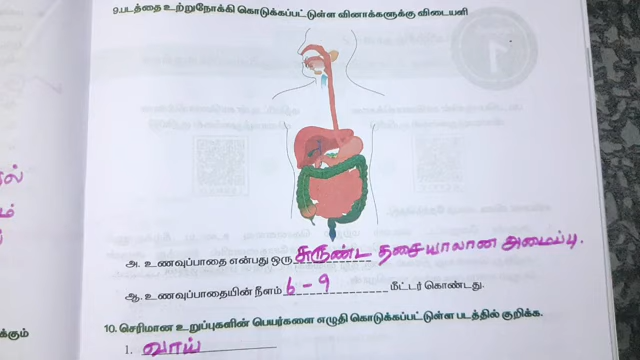 9.படத்தை உற்றுநோக்கி கொடுக்கப்பட்டுள்ள வினாக்களுக்கு விடையளி
அ. உணவுப்பாதை என்பது ஒரு சுருண்ட தசையாலான அமைப்பு.
ஆ. உணவுப்பாதையின் நீளம் 6 - 9 மீட்டர் கொண்டது.
10. செரிமான உறுப்புகளின் பெயர்களை எழுதி கொடுக்கப்பட்டுள்ள படத்தில் குறிக்க.
க்கும்
1. வாய்